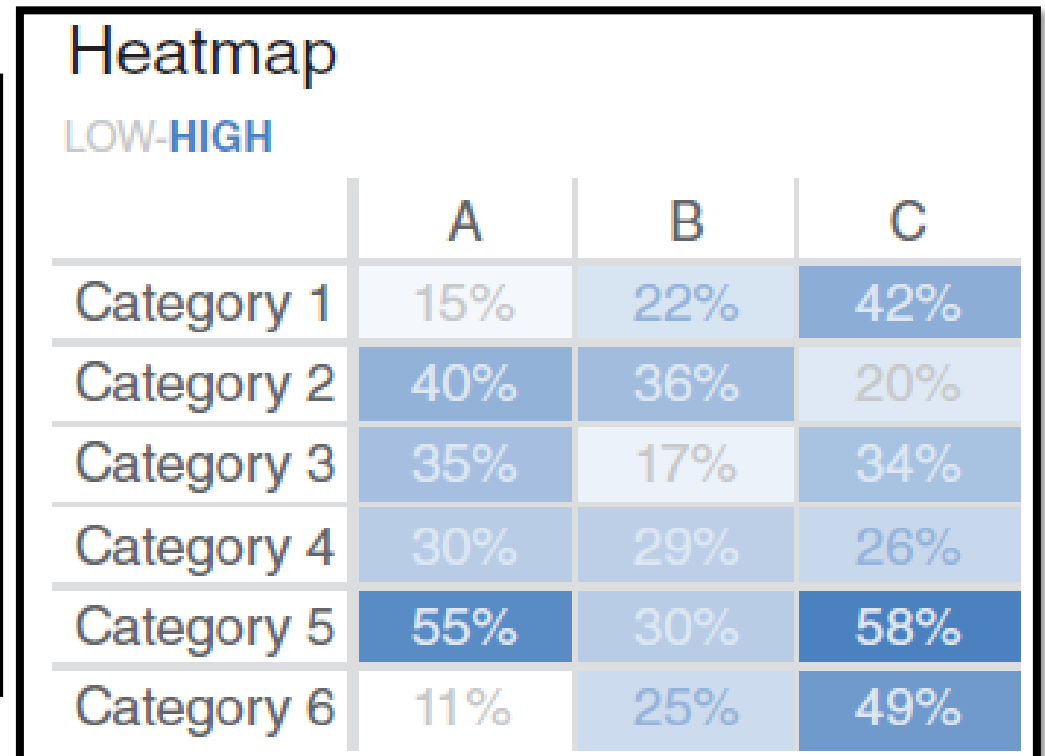 Heatmap
LOW-HIGH
A B C
Category 1 15% 22% 42%
Category 2 40% 36% 20%
Category 3 35% 17% 34%
Category 4 30% 29% 26%
Category 5 55% 30% 58%
Category 6 11% 25% 49%